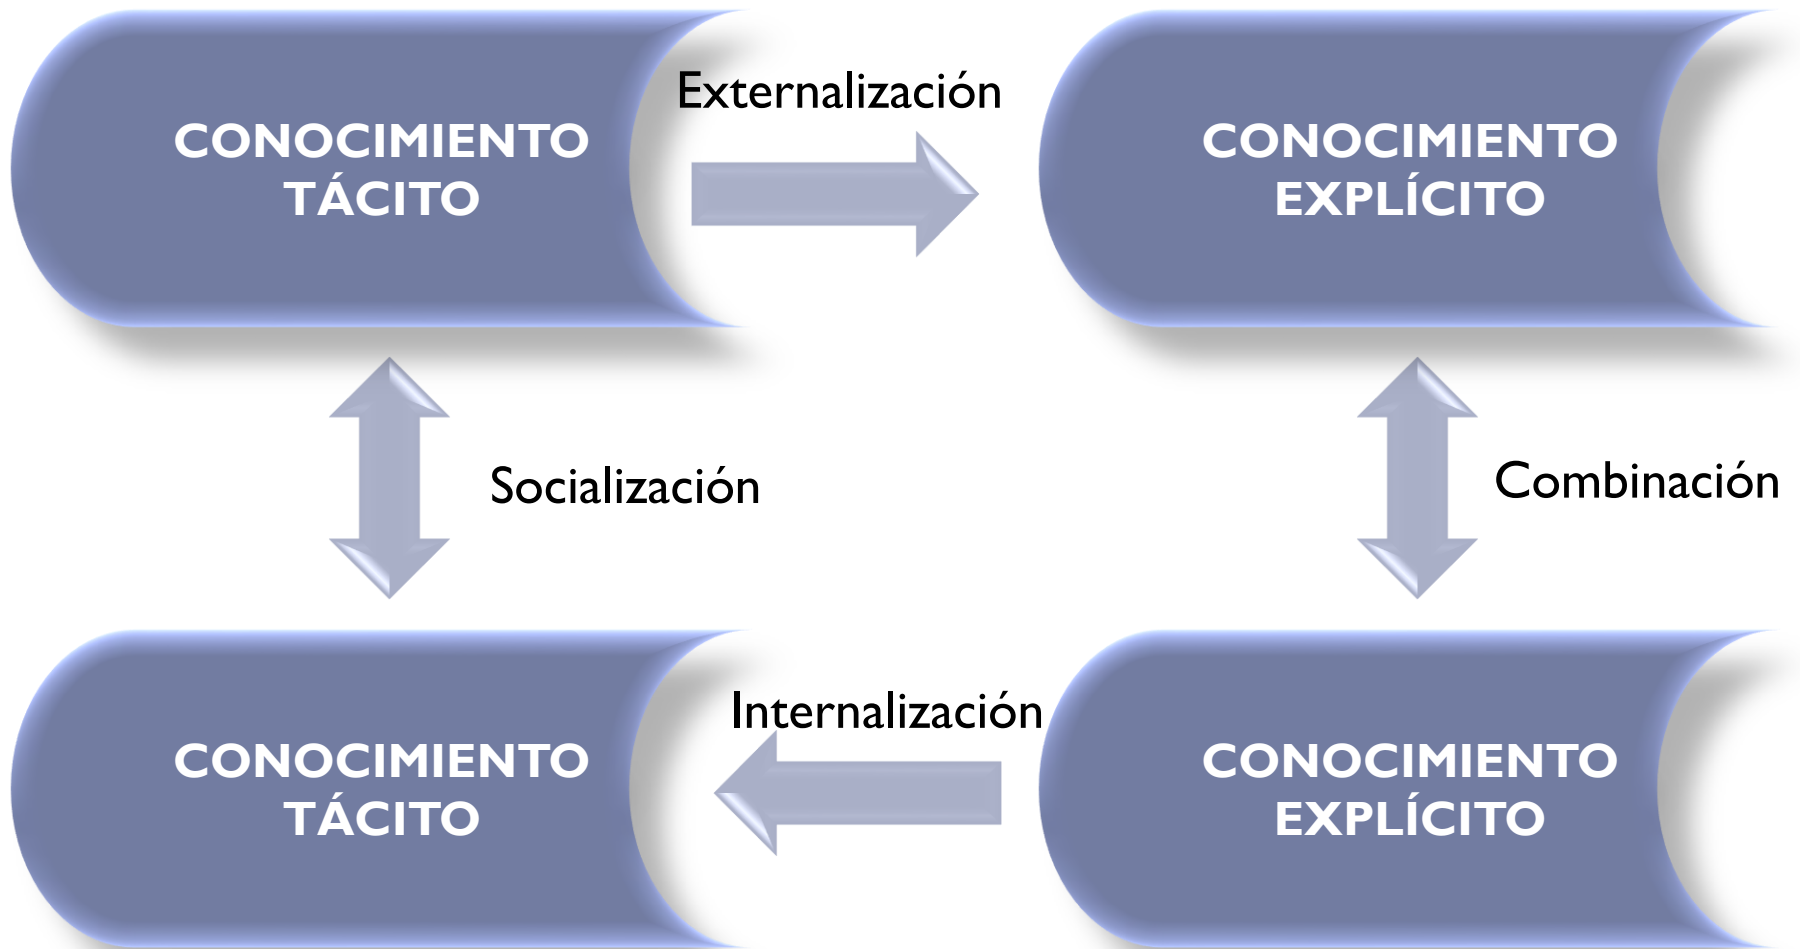 Externalización
CONOCIMIENTO
TÁCITO
CONOCIMIENTO
EXPLÍCITO
Socialización
Combinación
Internalización
CONOCIMIENTO
TÁCITO
CONOCIMIENTO
EXPLÍCITO